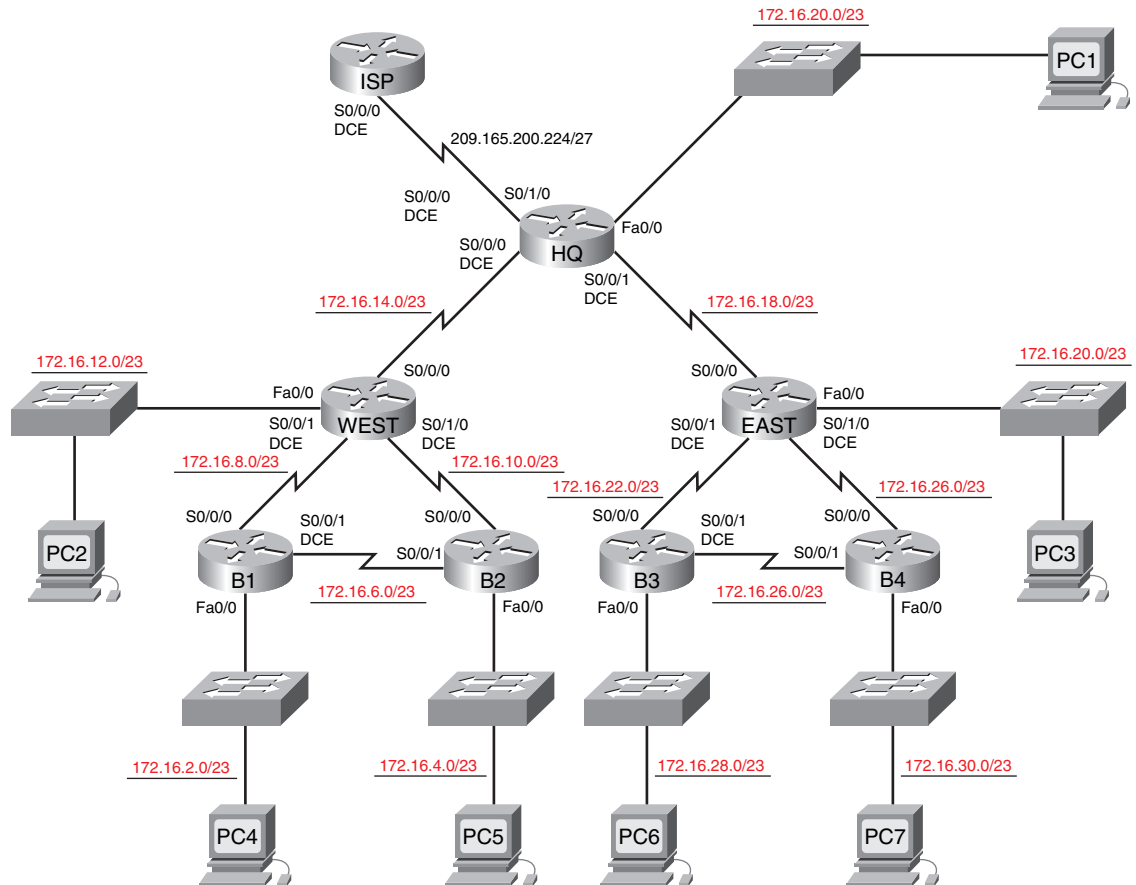 172.16.20.0/23
PC1
ISP
S0/0/0
DCE
209.165.200.224/27
S0/0/0
DCE
S0/1/0
Fa0/0
HQ
S0/0/0
DCE
S0/0/1
DCE
172.16.14.0/23
172.16.18.0/23
172.16.12.0/23
172.16.20.0/23
S0/0/0
S0/0/0
Fa0/0
Fa0/0
WEST
EAST
S0/0/1
DCE
S0/1/0
DCE
S0/0/1
DCE
S0/1/0
DCE
172.16.8.0/23
172.16.10.0/23
172.16.22.0/23
172.16.26.0/23
S0/0/0
S0/0/1
DCE
S0/0/0
S0/0/1
S0/0/0
S0/0/1
DCE
S0/0/0
S0/0/1
PC2
B1
B2
B3
B4
PC3
172.16.6.0/23
172.16.26.0/23
Fa0/0
Fa0/0
Fa0/0
Fa0/0
172.16.2.0/23
172.16.4.0/23
172.16.28.0/23
172.16.30.0/23
PC4
PC5
PC6
PC7